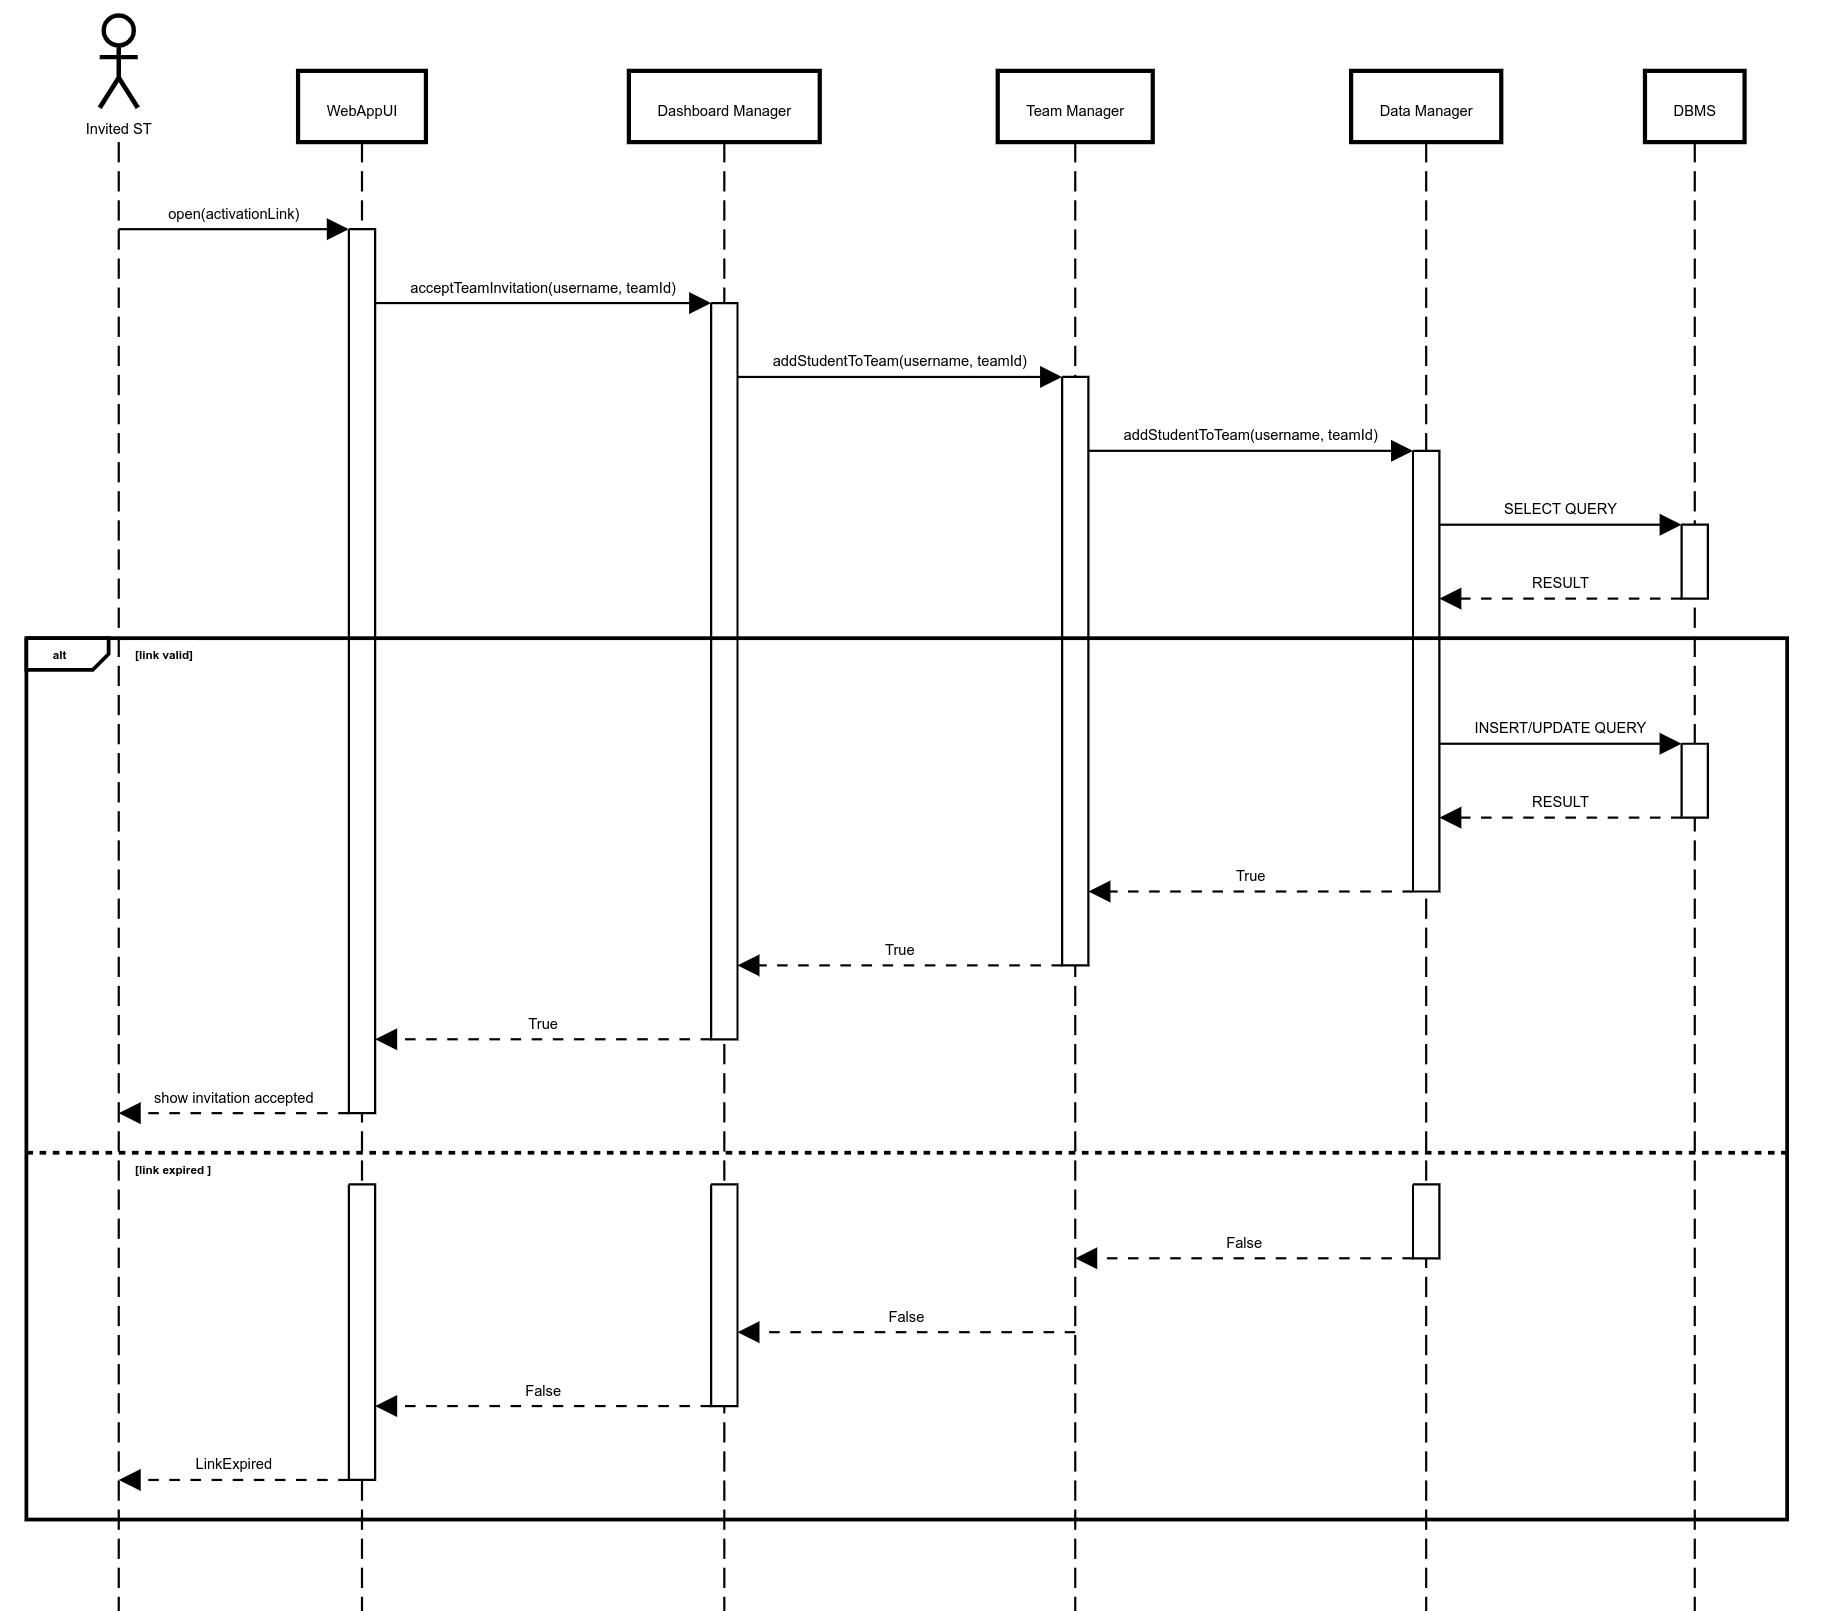 Invited ST
WebAppUI
Dashboard Manager
Team Manager
Data Manager
DBMS
open(activationLink)
acceptTeamInvitation(username, teamId)
addStudentToTeam(username, teamId)
addStudentToTeam(username, teamId)
SELECT QUERY
RESULT
alt
[link valid]
INSERT/UPDATE QUERY
RESULT
True
True
True
show invitation accepted
[link expired ]
False
False
False
LinkExpired